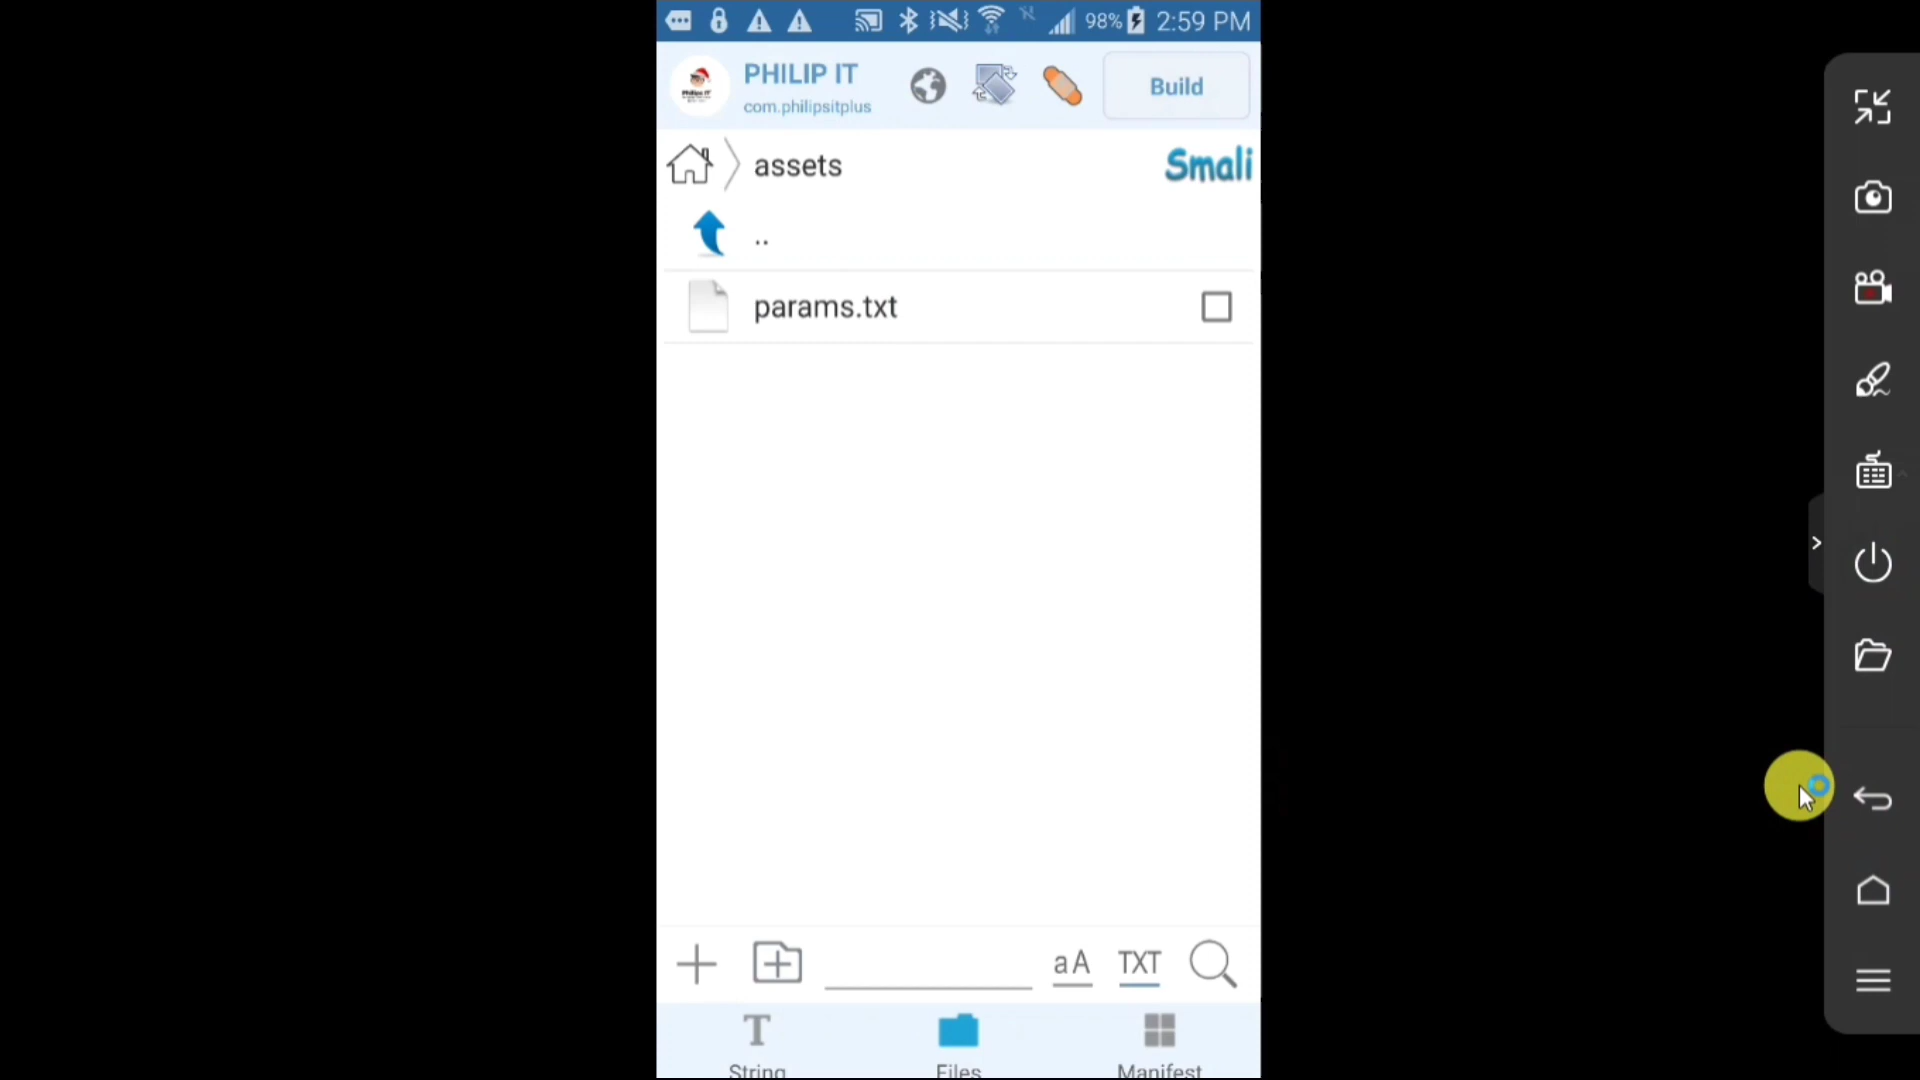 98% 2:59 PM
PHILIP IT
com.philipsitplus
Build
assets
Smali
..
params.txt
aA TXT
String Files Manifest